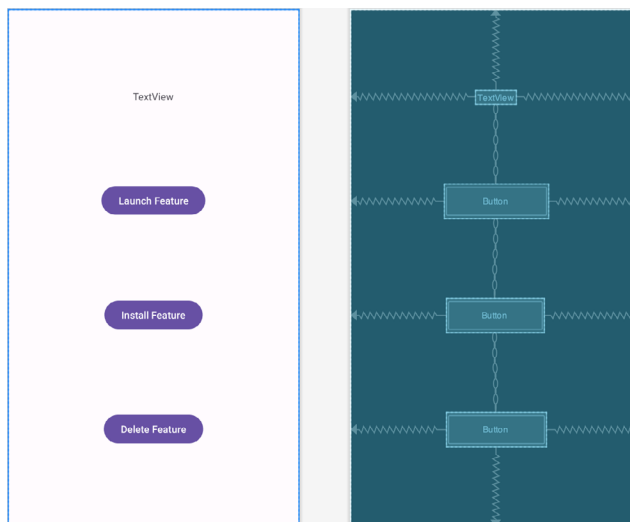 TextView
Launch Feature
Install Feature
Delete Feature
TextView
Button
Button
Button